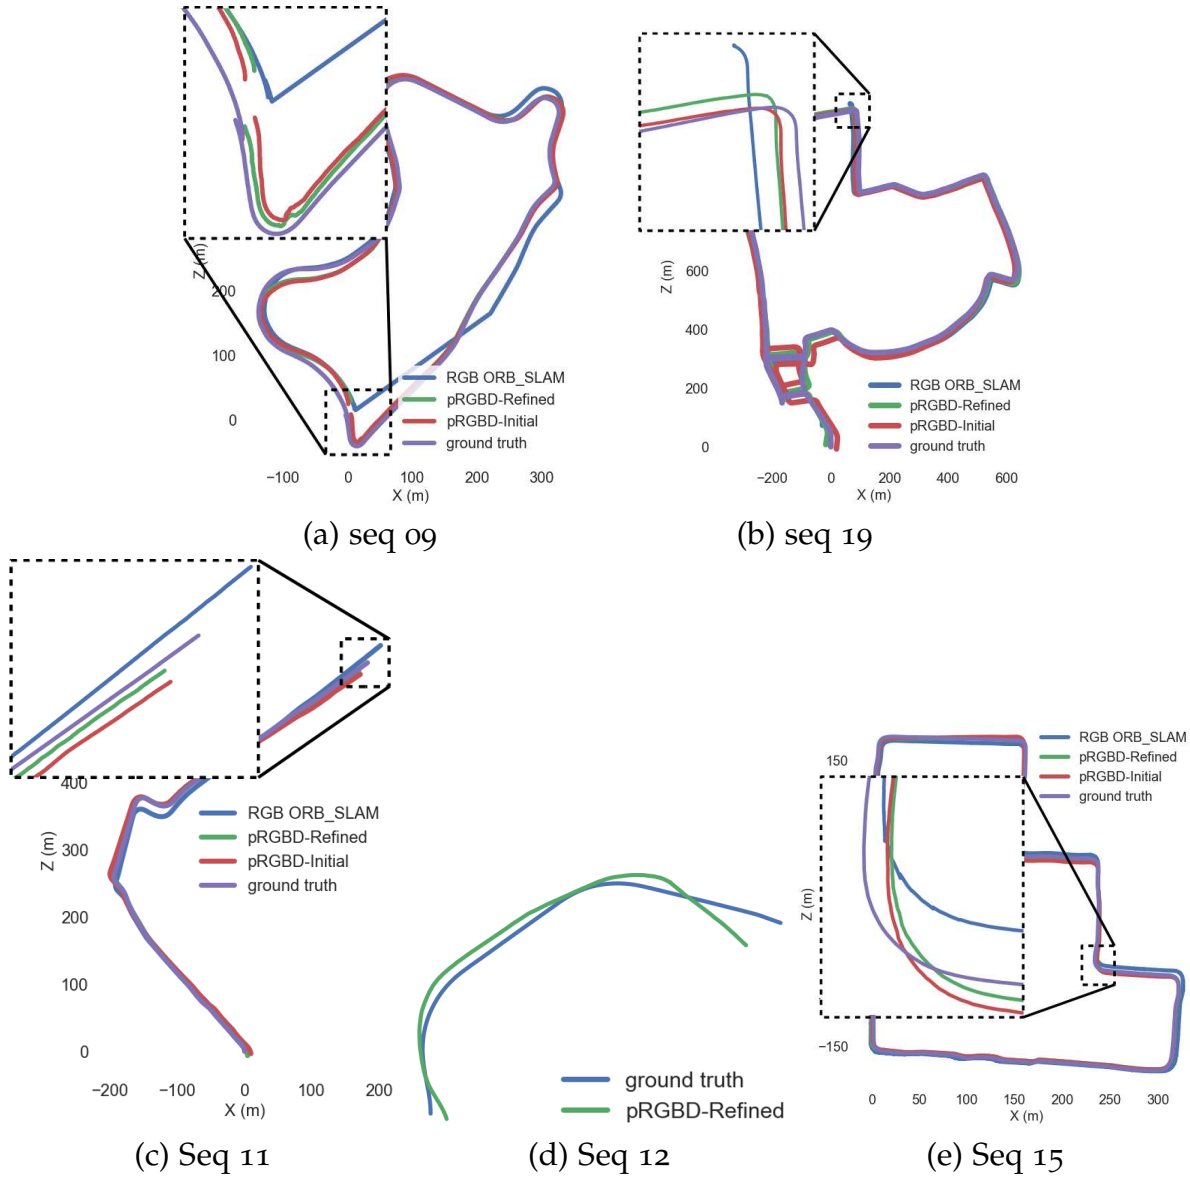 Z (m)
200
100
0
−100 0 100 200 300
X (m)
RGB ORB_SLAM
pRGBD-Refined
pRGBD-Initial
ground truth
(a) seq 09
Z (m)
600
400
200
0
−200 0 200 400 600
X (m)
RGB ORB_SLAM
pRGBD-Refined
pRGBD-Initial
ground truth
(b) seq 19
Z (m)
400
300
200
100
0
−200 −100 0 100 200
X (m)
RGB ORB_SLAM
pRGBD-Refined
pRGBD-Initial
ground truth
(c) Seq 11
ground truth
pRGBD-Refined
(d) Seq 12
150
Z (m)
−150
0 50 100 150 200 250 300
X (m)
RGB ORB_SLAM
pRGBD-Refined
pRGBD-Initial
ground truth
(e) Seq 15